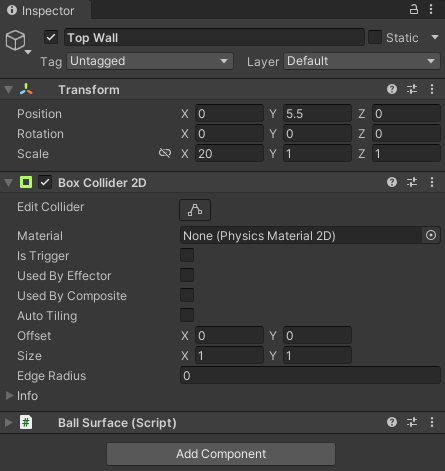 Inspector
Top Wall Static
Tag Untagged Layer Default
Transform
Position X 0 Y 5.5 Z 0
Rotation X 0 Y 0 Z 0
Scale X 20 Y 1 Z 1
Box Collider 2D
Edit Collider
Material None (Physics Material 2D)
Is Trigger
Used By Effector
Used By Composite
Auto Tiling
Offset X 0 Y 0
Size X 1 Y 1
Edge Radius 0
Info
# Ball Surface (Script)
Add Component